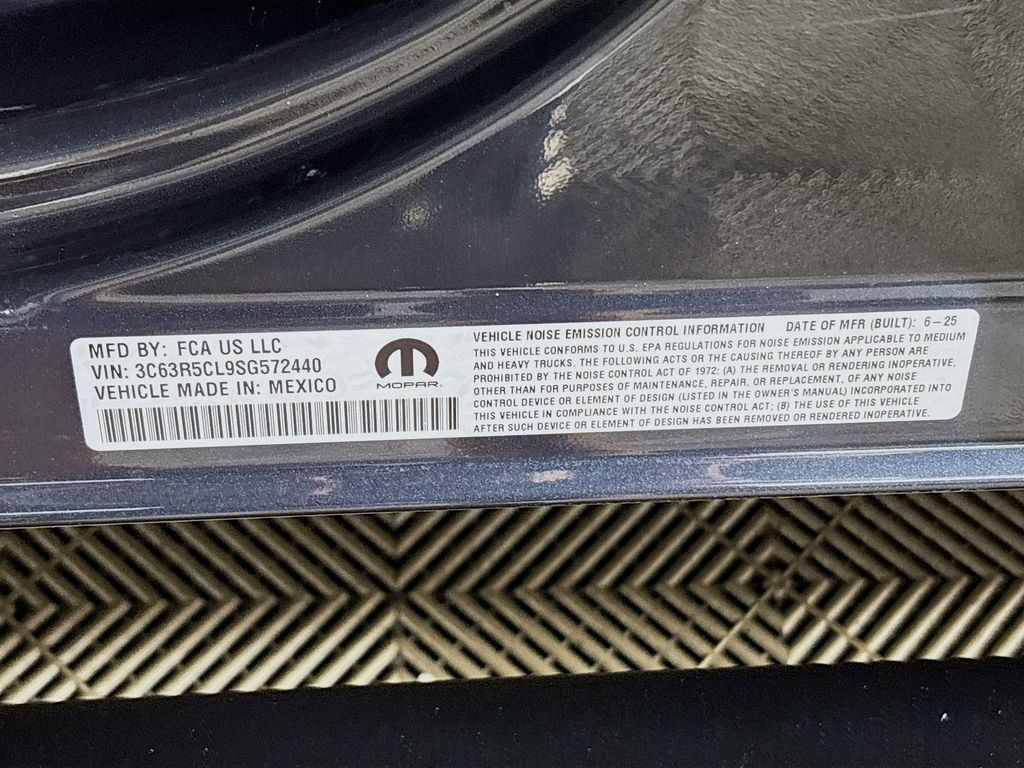 MFD BY: FCA US LLC
VIN: 3C63R5CL9SG572440
VEHICLE MADE IN: MEXICO
MOPAR
VEHICLE NOISE EMISSION CONTROL INFORMATION DATE OF MFR (BUILT): 6-25
THIS VEHICLE CONFORMS TO U.S. EPA REGULATIONS FOR NOISE EMISSION APPLICABLE TO MEDIUM
AND HEAVY TRUCKS. THE FOLLOWING ACTS OR THE CAUSING THEREOF BY ANY PERSON ARE
PROHIBITED BY THE NOISE CONTROL ACT OF 1972: (A) THE REMOVAL OR RENDERING INOPERATIVE,
OTHER THAN FOR PURPOSES OF MAINTENANCE, REPAIR, OR REPLACEMENT, OF ANY NOISE
CONTROL DEVICE OR ELEMENT OF DESIGN (LISTED IN THE OWNER'S MANUAL) INCORPORATED INTO
THIS VEHICLE IN COMPLIANCE WITH THE NOISE CONTROL ACT; (B) THE USE OF THIS VEHICLE
AFTER SUCH DEVICE OR ELEMENT OF DESIGN HAS BEEN REMOVED OR RENDERED INOPERATIVE.